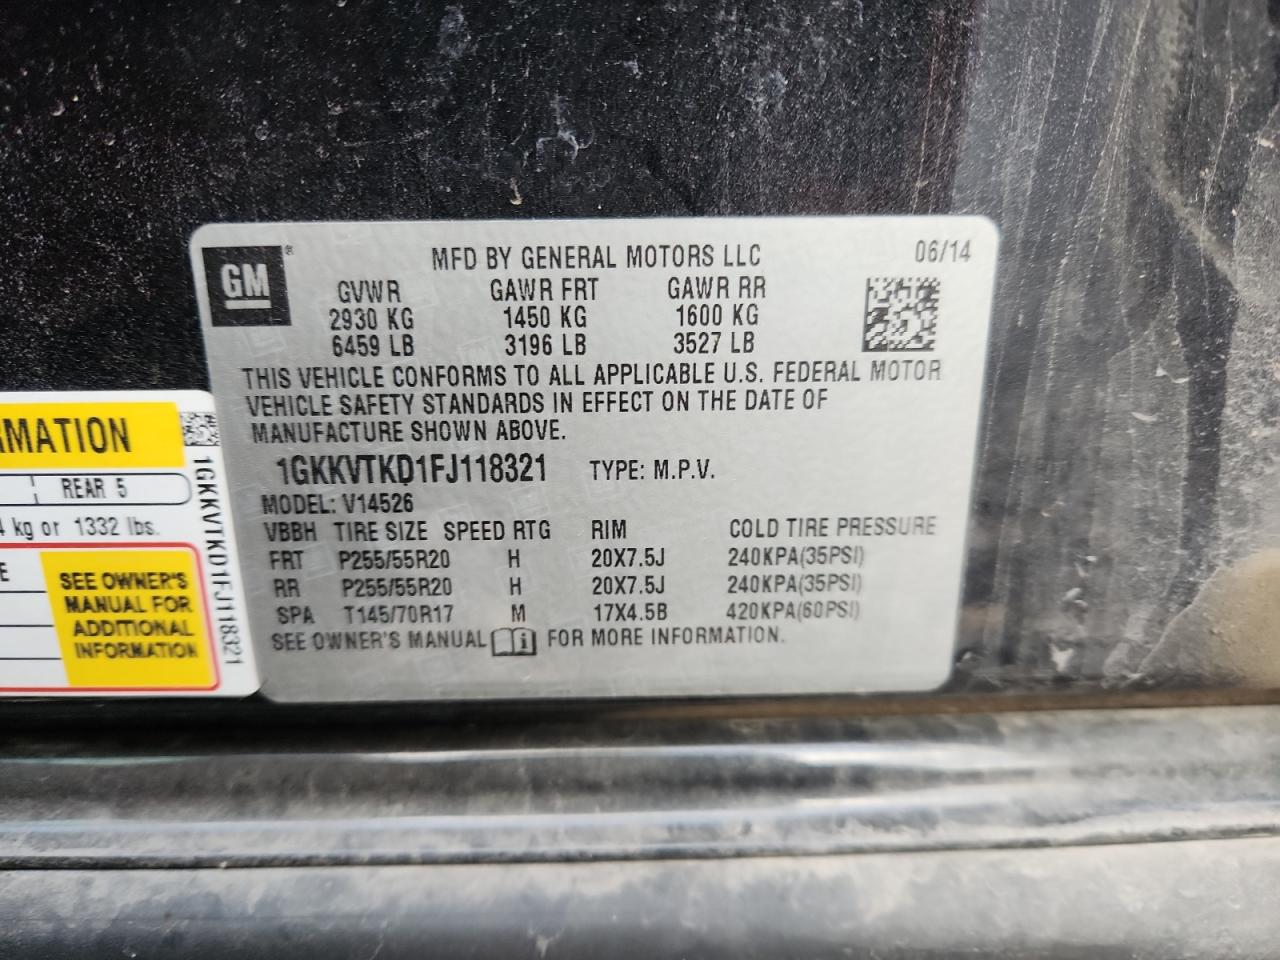 GM ®
MFD BY GENERAL MOTORS LLC 06/14
GVWR GAWR FRT GAWR RR
2930 KG 1450 KG 1600 KG
6459 LB 3196 LB 3527 LB
THIS VEHICLE CONFORMS TO ALL APPLICABLE U.S. FEDERAL MOTOR
VEHICLE SAFETY STANDARDS IN EFFECT ON THE DATE OF
MANUFACTURE SHOWN ABOVE.
1GKKVTKD1FJ118321 TYPE: M.P.V.
MODEL: V14526
VBBH TIRE SIZE SPEED RTG RIM COLD TIRE PRESSURE
FRT P255/55R20 H 20X7.5J 240KPA(35PSI)
RR P255/55R20 H 20X7.5J 240KPA(35PSI)
SPA T145/70R17 M 17X4.5B 420KPA(60PSI)
SEE OWNER'S MANUAL i FOR MORE INFORMATION.
RMATION
REAR 5
4 kg or 1332 lbs.
E
SEE OWNER'S
MANUAL FOR
ADDITIONAL
INFORMATION
1GKKVTKD1FJ118321